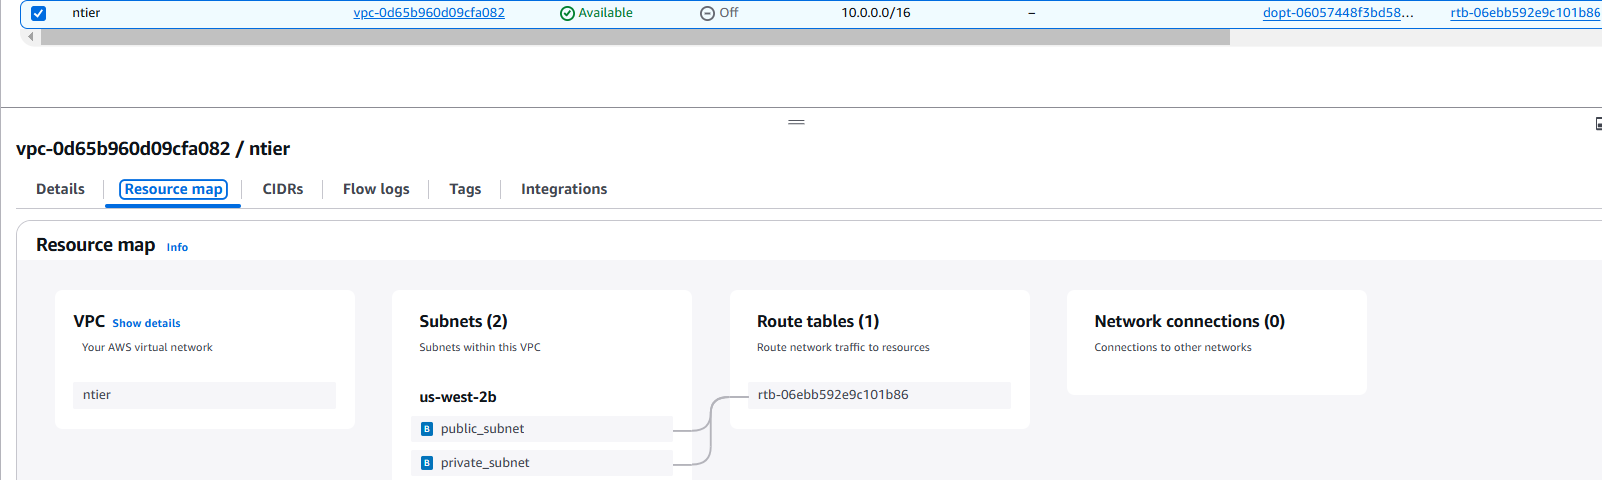 ntier vpc-0d65b960d09cfa082 Available Off 10.0.0.0/16 – dopt-06057448f3bd58... rtb-06ebb592e9c101b86
vpc-0d65b960d09cfa082 / ntier
Details Resource map CIDRs Flow logs Tags Integrations
Resource map Info
VPC Show details
Your AWS virtual network
ntier
Subnets (2)
Subnets within this VPC
us-west-2b
B public_subnet
B private_subnet
Route tables (1)
Route network traffic to resources
rtb-06ebb592e9c101b86
Network connections (0)
Connections to other networks